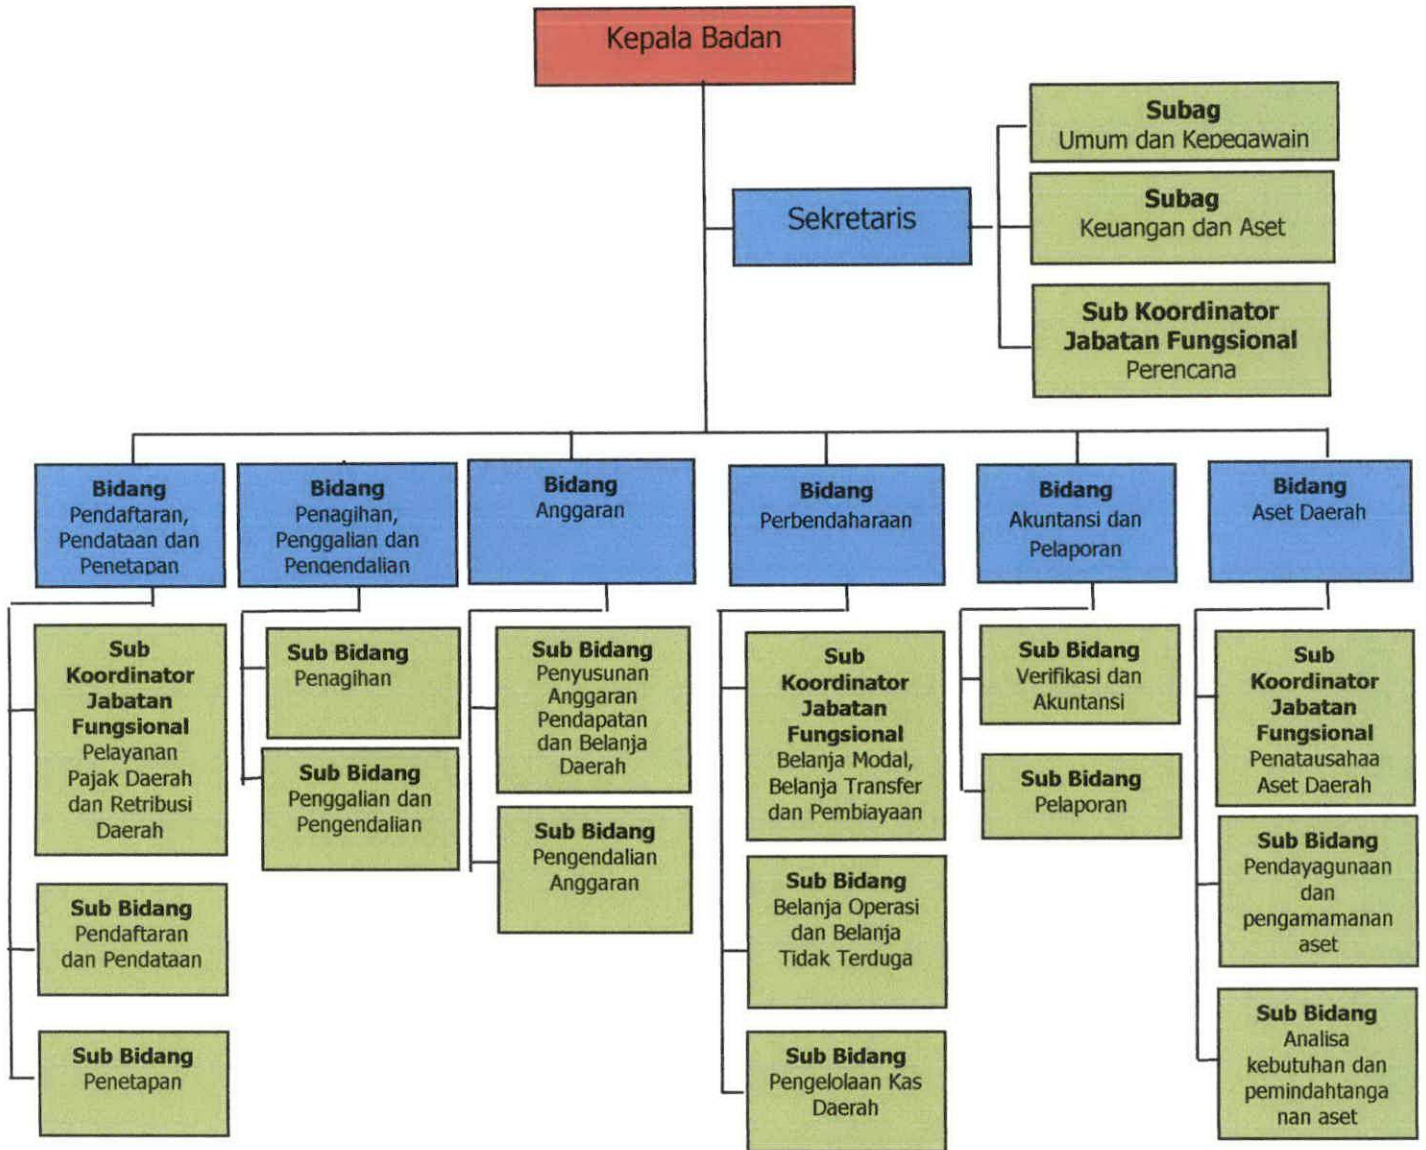 Kepala Badan
Subag
Umum dan Kepegawain
Sekretaris
Subag
Keuangan dan Aset
Sub Koordinator
Jabatan Fungsional
Perencana
Bidang
Pendaftaran,
Pendataan dan
Penetapan
Bidang
Penagihan,
Penggalian dan
Pengendalian
Bidang
Anggaran
Bidang
Perbendaharaan
Bidang
Akuntansi dan
Pelaporan
Bidang
Aset Daerah
Sub
Koordinator
Jabatan
Fungsional
Pelayanan
Pajak Daerah
dan Retribusi
Daerah
Sub Bidang
Pendaftaran
dan Pendataan
Sub Bidang
Penetapan
Sub Bidang
Penagihan
Sub Bidang
Penggalian dan
Pengendalian
Sub Bidang
Penyusunan
Anggaran
Pendapatan
dan Belanja
Daerah
Sub Bidang
Pengendalian
Anggaran
Sub
Koordinator
Jabatan
Fungsional
Belanja Modal,
Belanja Transfer
dan Pembiayaan
Sub Bidang
Belanja Operasi
dan Belanja
Tidak Terduga
Sub Bidang
Pengelolaan Kas
Daerah
Sub Bidang
Verifikasi dan
Akuntansi
Sub Bidang
Pelaporan
Sub
Koordinator
Jabatan
Fungsional
Penatausahaa
Aset Daerah
Sub Bidang
Pendayagunaan
dan
pengamamanan
aset
Sub Bidang
Analisa
kebutuhan dan
pemindahtanga
nan aset